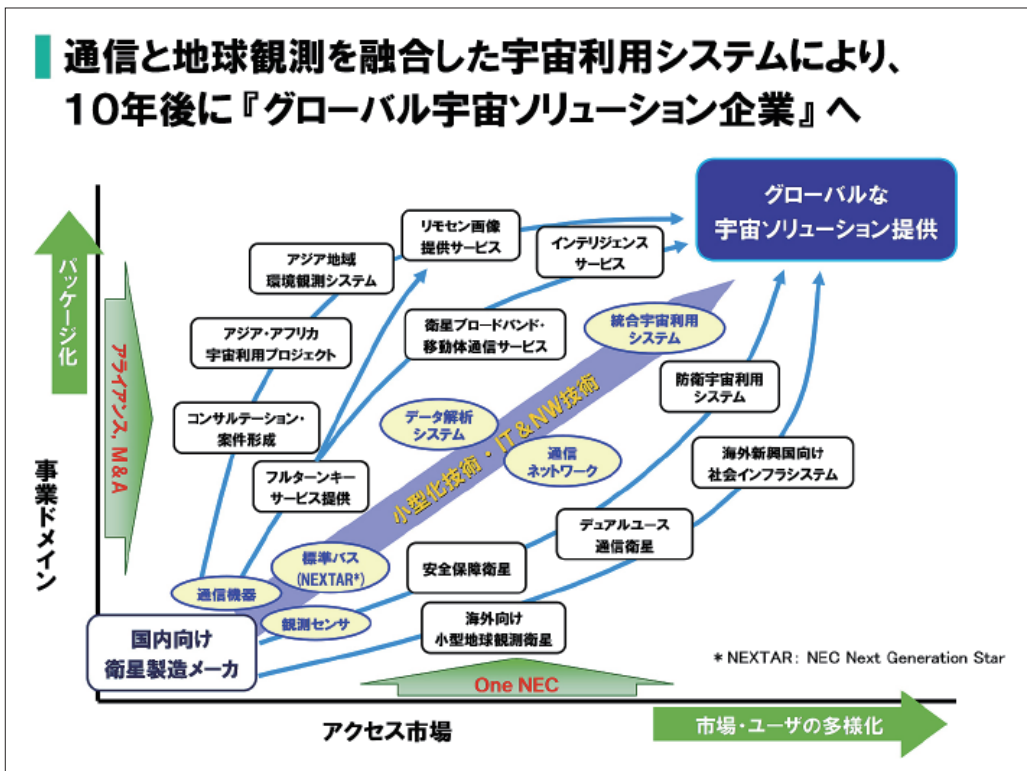 通信と地球観測を融合した宇宙利用システムにより、
10年後に『グローバル宇宙ソリューション企業』へ
グローバルな
宇宙ソリューション提供
リモセン画像
提供サービス
インテリジェンス
サービス
アジア地域
環境観測システム
パッケージ化
アライアンス, M&A
アジア・アフリカ
宇宙利用プロジェクト
衛星ブロードバンド・
移動体通信サービス
統合宇宙利用
システム
防衛宇宙利用
システム
コンサルテーション・
案件形成
データ解析
システム
小型化技術・IT&NW技術
通信
ネットワーク
海外新興国向け
社会インフラシステム
フルターンキー
サービス提供
事業ドメイン
デュアルユース
通信衛星
標準バス
(NEXTAR*)
安全保障衛星
通信機器
観測センサ
海外向け
小型地球観測衛星
国内向け
衛星製造メーカ
* NEXTAR: NEC Next Generation Star
One NEC
アクセス市場
市場・ユーザの多様化